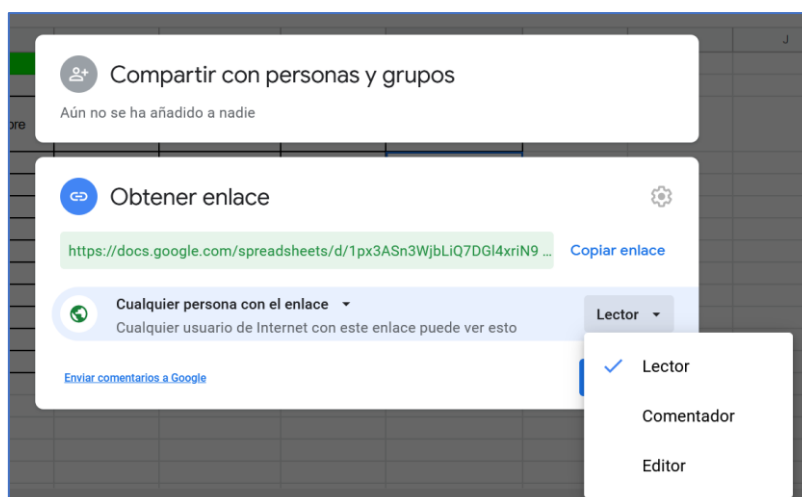 J
Compartir con personas y grupos
Aún no se ha añadido a nadie
bre
Obtener enlace
https://docs.google.com/spreadsheets/d/1px3ASn3WjbLiQ7DGl4xriN9 ...
Copiar enlace
Cualquier persona con el enlace
Cualquier usuario de Internet con este enlace puede ver esto
Lector
Enviar comentarios a Google
Lector
Comentador
Editor